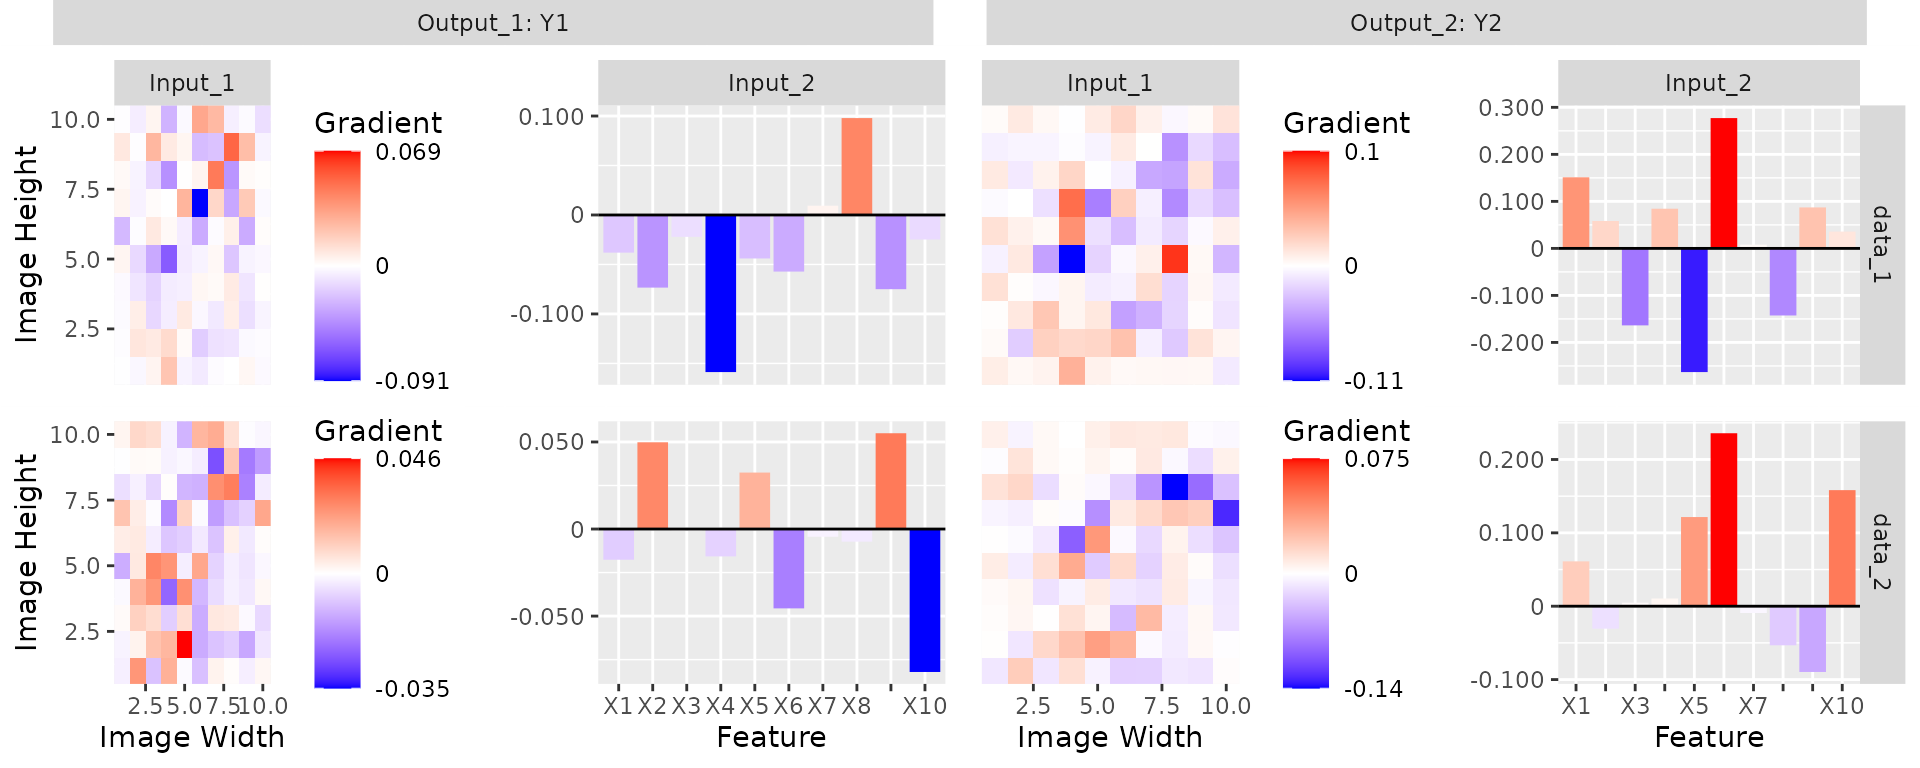 Output_1: Y1
Output_2: Y2
Input_1
Input_2
Input_1
Input_2
Image Height
10.0
7.5
5.0
2.5
Gradient
0.069
0
-0.091
0.100
0
-0.100
Gradient
0.1
0
-0.11
0.300
0.200
0.100
0
-0.100
-0.200
data_1
Image Height
10.0
7.5
5.0
2.5
Gradient
0.046
0
-0.035
0.050
0
-0.050
Gradient
0.075
0
-0.14
0.200
0.100
0
-0.100
data_2
2.5 5.0 7.5 10.0
Image Width
X1 X2 X3 X4 X5 X6 X7 X8 X10
Feature
2.5 5.0 7.5 10.0
Image Width
X1 X3 X5 X7 X10
Feature